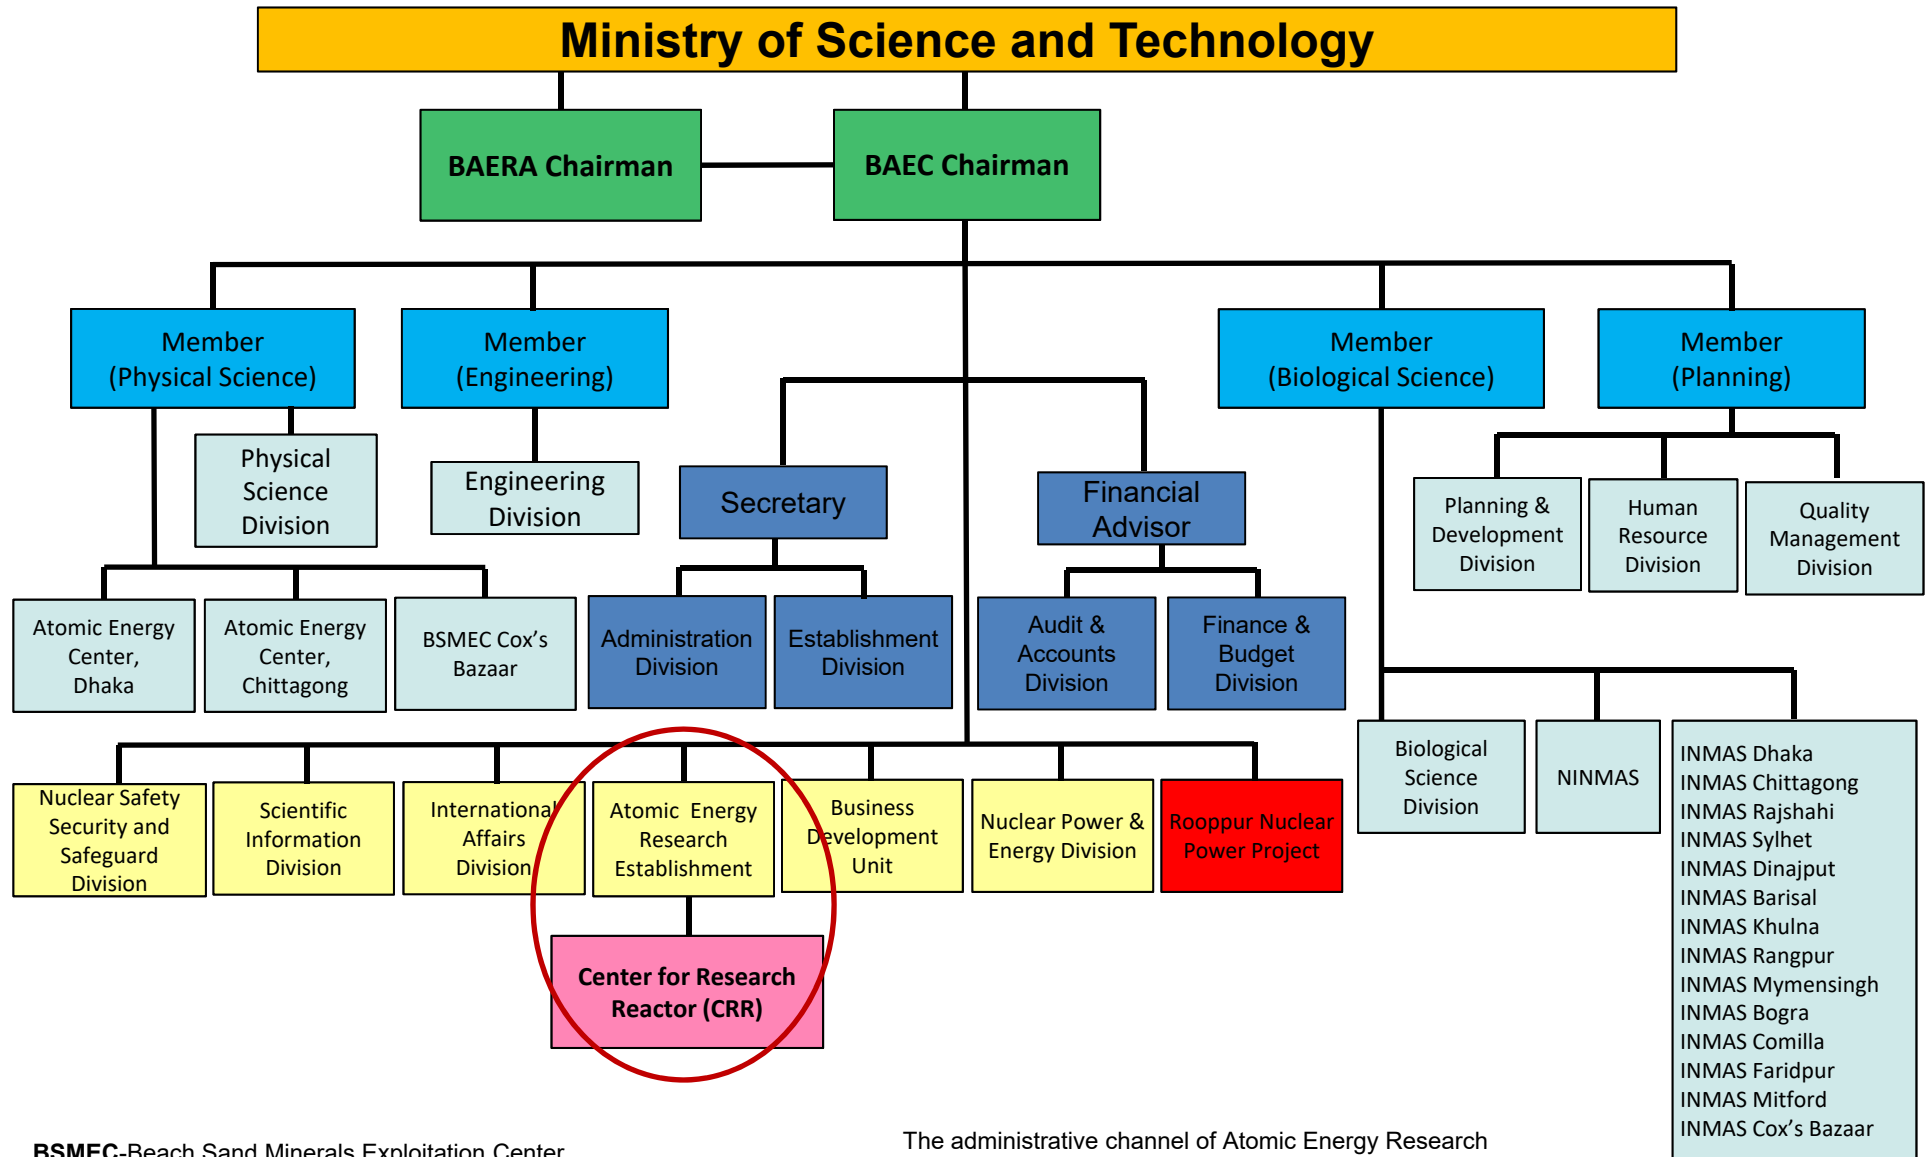 Ministry of Science and Technology
BAERA Chairman
BAEC Chairman
Member
(Physical Science)
Member
(Engineering)
Member
(Biological Science)
Member
(Planning)
Physical
Science
Division
Engineering
Division
Secretary
Financial
Advisor
Planning &
Development
Division
Human
Resource
Division
Quality
Management
Division
Atomic Energy
Center,
Dhaka
Atomic Energy
Center,
Chittagong
BSMEC Cox's
Bazaar
Administration
Division
Establishment
Division
Audit &
Accounts
Division
Finance &
Budget
Division
Biological
Science
Division
NINMAS
INMAS Dhaka
INMAS Chittagong
INMAS Rajshahi
INMAS Sylhet
INMAS Dinajput
INMAS Barisal
INMAS Khulna
INMAS Rangpur
INMAS Mymensingh
INMAS Bogra
INMAS Comilla
INMAS Faridpur
INMAS Mitford
INMAS Cox's Bazaar
Nuclear Safety
Security and
Safeguard
Division
Scientific
Information
Division
International
Affairs
Division
Atomic Energy
Research
Establishment
Business
Development
Unit
Nuclear Power &
Energy Division
Rooppur Nuclear
Power Project
Center for Research
Reactor (CRR)
BSMEC-Beach Sand Minerals Exploitation Center
The administrative channel of Atomic Energy Research